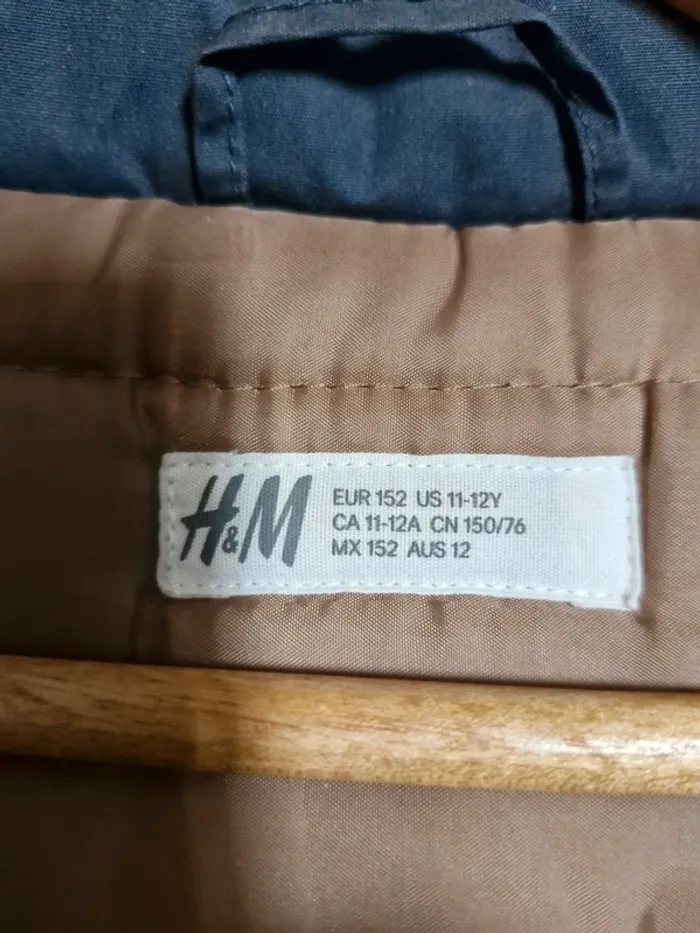 H&M
EUR 152 US 11-12Y
CA 11-12A CN 150/76
MX 152 AUS 12